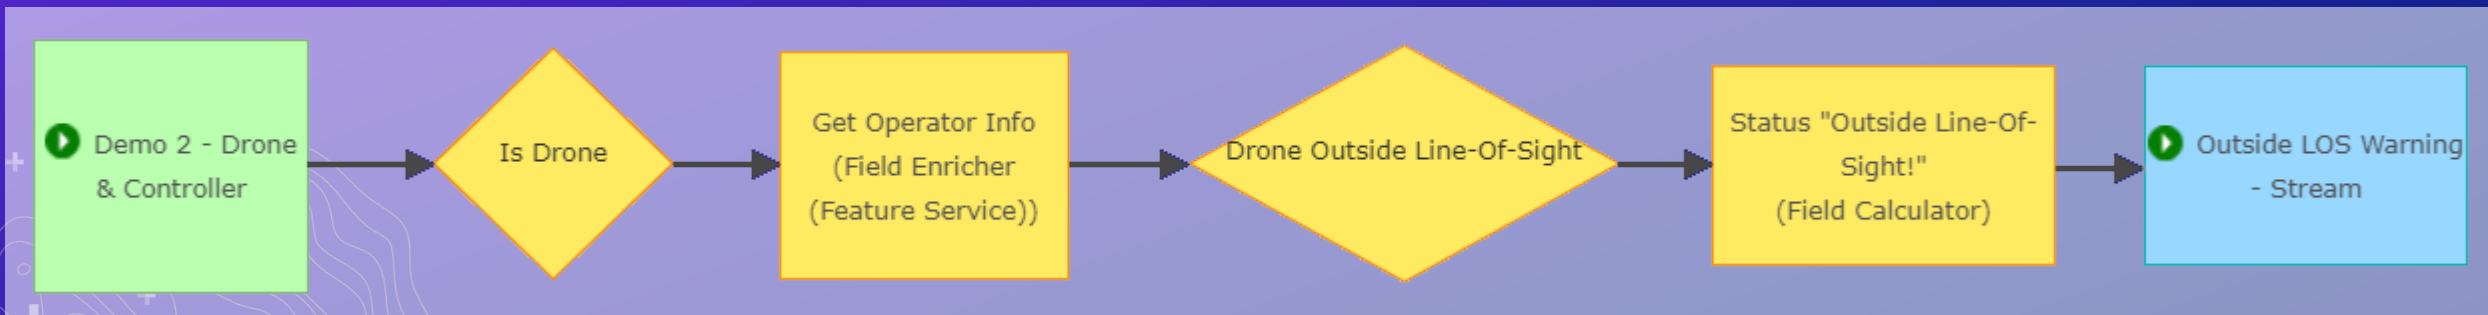 Demo 2 - Drone
& Controller
Is Drone
Get Operator Info
(Field Enricher
(Feature Service))
Drone Outside Line-Of-Sight
Status "Outside Line-Of-
Sight!"
(Field Calculator)
Outside LOS Warning
- Stream